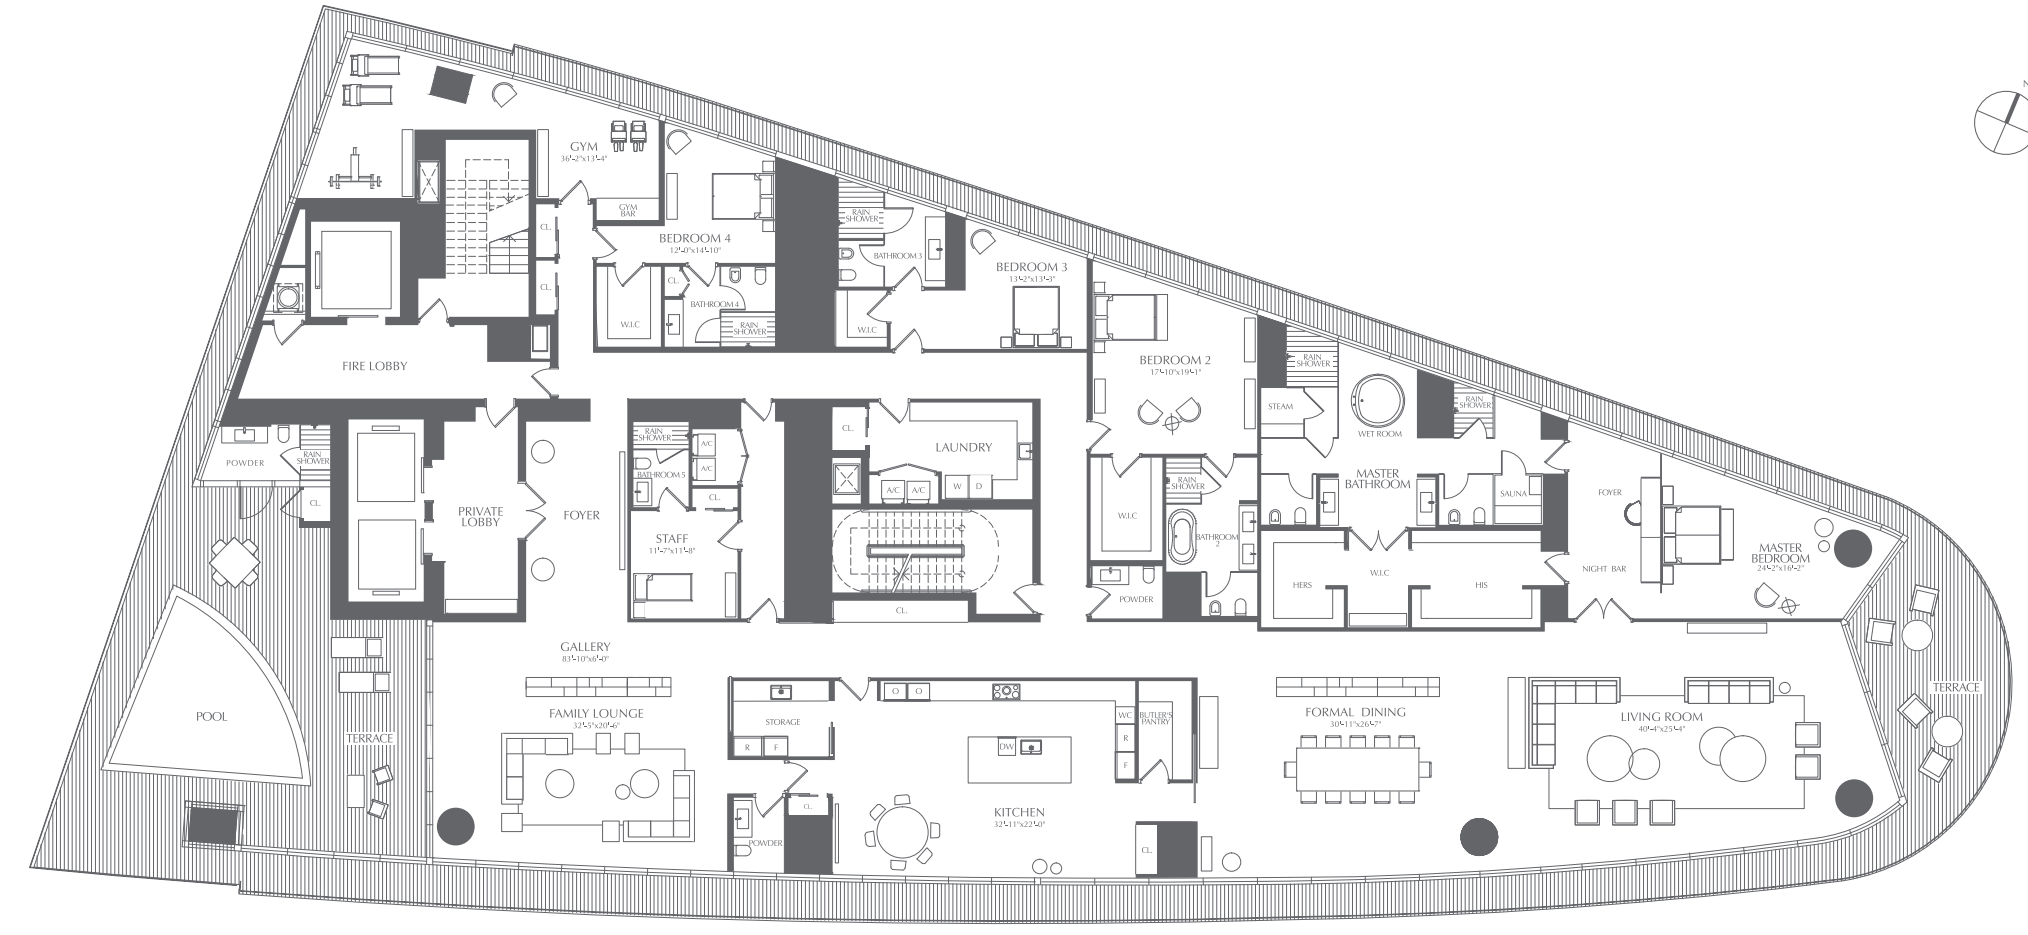 N
GYM
36'-2"x13'-4"
GYM
BAR
CL.
CL.
BEDROOM 4
12'-0"x14'-10"
CL.
BATHROOM 4
W.I.C
RAIN
SHOWER
RAIN
SHOWER
BATHROOM 3
W.I.C
BEDROOM 3
13'-2"x13'-3"
BEDROOM 2
17'-10"x19'-1"
FIRE LOBBY
RAIN
SHOWER
STEAM
WET ROOM
RAIN
SHOWER
MASTER
BATHROOM
SAUNA
FOYER
MASTER
BEDROOM
24'-2"x16'-2"
NIGHT BAR
HERS
W.I.C
HIS
POWDER
RAIN
SHOWER
CL.
PRIVATE
LOBBY
FOYER
RAIN
SHOWER
BATHROOM 5
A/C
A/C
CL.
STAFF
11'-7"x11'-8"
CL.
LAUNDRY
A/C
A/C
W
D
CL.
W.I.C
RAIN
SHOWER
BATHROOM
2
POWDER
GALLERY
83'-10"x6'-0"
POOL
TERRACE
FAMILY LOUNGE
32'-5"x20'-6"
STORAGE
R
F
CL.
POWDER
O
O
DW
WC
R
F
BUTLER'S
PANTRY
KITCHEN
32'-11"x22'-0"
CL.
FORMAL DINING
30'-11"x26'-7"
LIVING ROOM
40'-4"x25'-4"
TERRACE